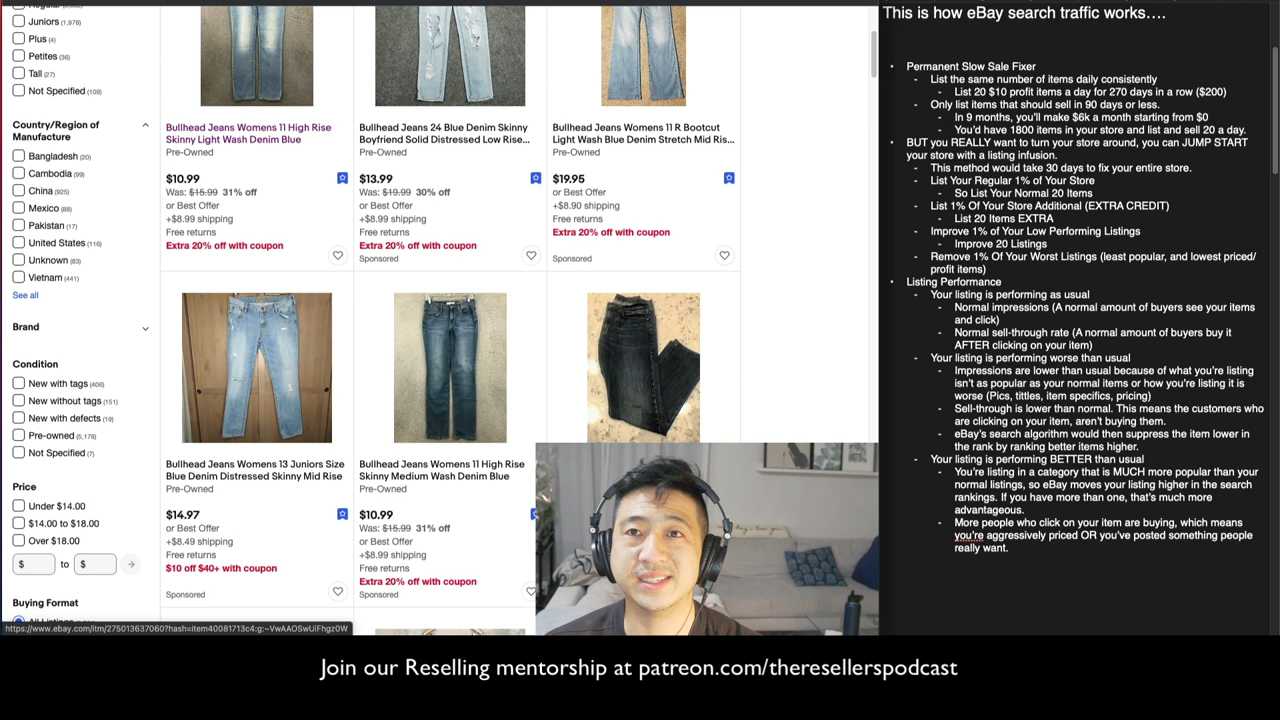 Juniors (1,978)
Plus (4)
Petites (36)
Tall (27)
Not Specified (109)
Country/Region of
Manufacture
Bangladesh (20)
Cambodia (99)
China (925)
Mexico (88)
Pakistan (17)
United States (116)
Unknown (83)
Vietnam (441)
See all
Brand
Condition
New with tags (406)
New without tags (151)
New with defects (19)
Pre-owned (5,178)
Not Specified (7)
Price
Under $14.00
$14.00 to $18.00
Over $18.00
$ to $
Buying Format
https://www.ebay.com/itm/275013637060?hash=item40081713c4:g:~VwAAOSwUiFhgz0W
Bullhead Jeans Womens 11 High Rise
Skinny Light Wash Denim Blue
Pre-Owned
$10.99
Was: $15.99 31% off
or Best Offer
+$8.99 shipping
Free returns
Extra 20% off with coupon
Bullhead Jeans 24 Blue Denim Skinny
Boyfriend Solid Distressed Low Rise...
Pre-Owned
$13.99
Was: $19.99 30% off
or Best Offer
+$8.99 shipping
Free returns
Extra 20% off with coupon
Sponsored
Bullhead Jeans Womens 11 R Bootcut
Light Wash Blue Denim Stretch Mid Ris...
Pre-Owned
$19.95
or Best Offer
+$8.90 shipping
Free returns
Extra 20% off with coupon
Sponsored
Bullhead Jeans Womens 13 Juniors Size
Blue Denim Distressed Skinny Mid Rise
Pre-Owned
$14.97
or Best Offer
+$8.49 shipping
Free returns
$10 off $40+ with coupon
Sponsored
Bullhead Jeans Womens 11 High Rise
Skinny Medium Wash Denim Blue
Pre-Owned
$10.99
Was: $15.99 31% off
or Best Offer
+$8.99 shipping
Free returns
Extra 20% off with coupon
Sponsored
This is how eBay search traffic works....
• Permanent Slow Sale Fixer
- List the same number of items daily consistently
- List 20 $10 profit items a day for 270 days in a row ($200)
- Only list items that should sell in 90 days or less.
- In 9 months, you'll make $6k a month starting from $0
- You'd have 1800 items in your store and list and sell 20 a day.
• BUT you REALLY want to turn your store around, you can JUMP START
your store with a listing infusion.
- This method would take 30 days to fix your entire store.
- List Your Regular 1% of Your Store
- So List Your Normal 20 Items
- List 1% Of Your Store Additional (EXTRA CREDIT)
- List 20 Items EXTRA
- Improve 1% of Your Low Performing Listings
- Improve 20 Listings
- Remove 1% Of Your Worst Listings (least popular, and lowest priced/
profit items)
• Listing Performance
- Your listing is performing as usual
- Normal impressions (A normal amount of buyers see your items
and click)
- Normal sell-through rate (A normal amount of buyers buy it
AFTER clicking on your item)
- Your listing is performing worse than usual
- Impressions are lower than usual because of what you're listing
isn't as popular as your normal items or how you're listing it is
worse (Pics, tittles, item specifics, pricing)
- Sell-through is lower than normal. This means the customers who
are clicking on your item, aren't buying them.
- eBay's search algorithm would then suppress the item lower in
the rank by ranking better items higher.
- Your listing is performing BETTER than usual
- You're listing in a category that is MUCH more popular than your
normal listings, so eBay moves your listing higher in the search
rankings. If you have more than one, that's much more
advantageous.
- More people who click on your item are buying, which means
you're aggressively priced OR you've posted something people
really want.
Join our Reselling mentorship at patreon.com/theresellerspodcast